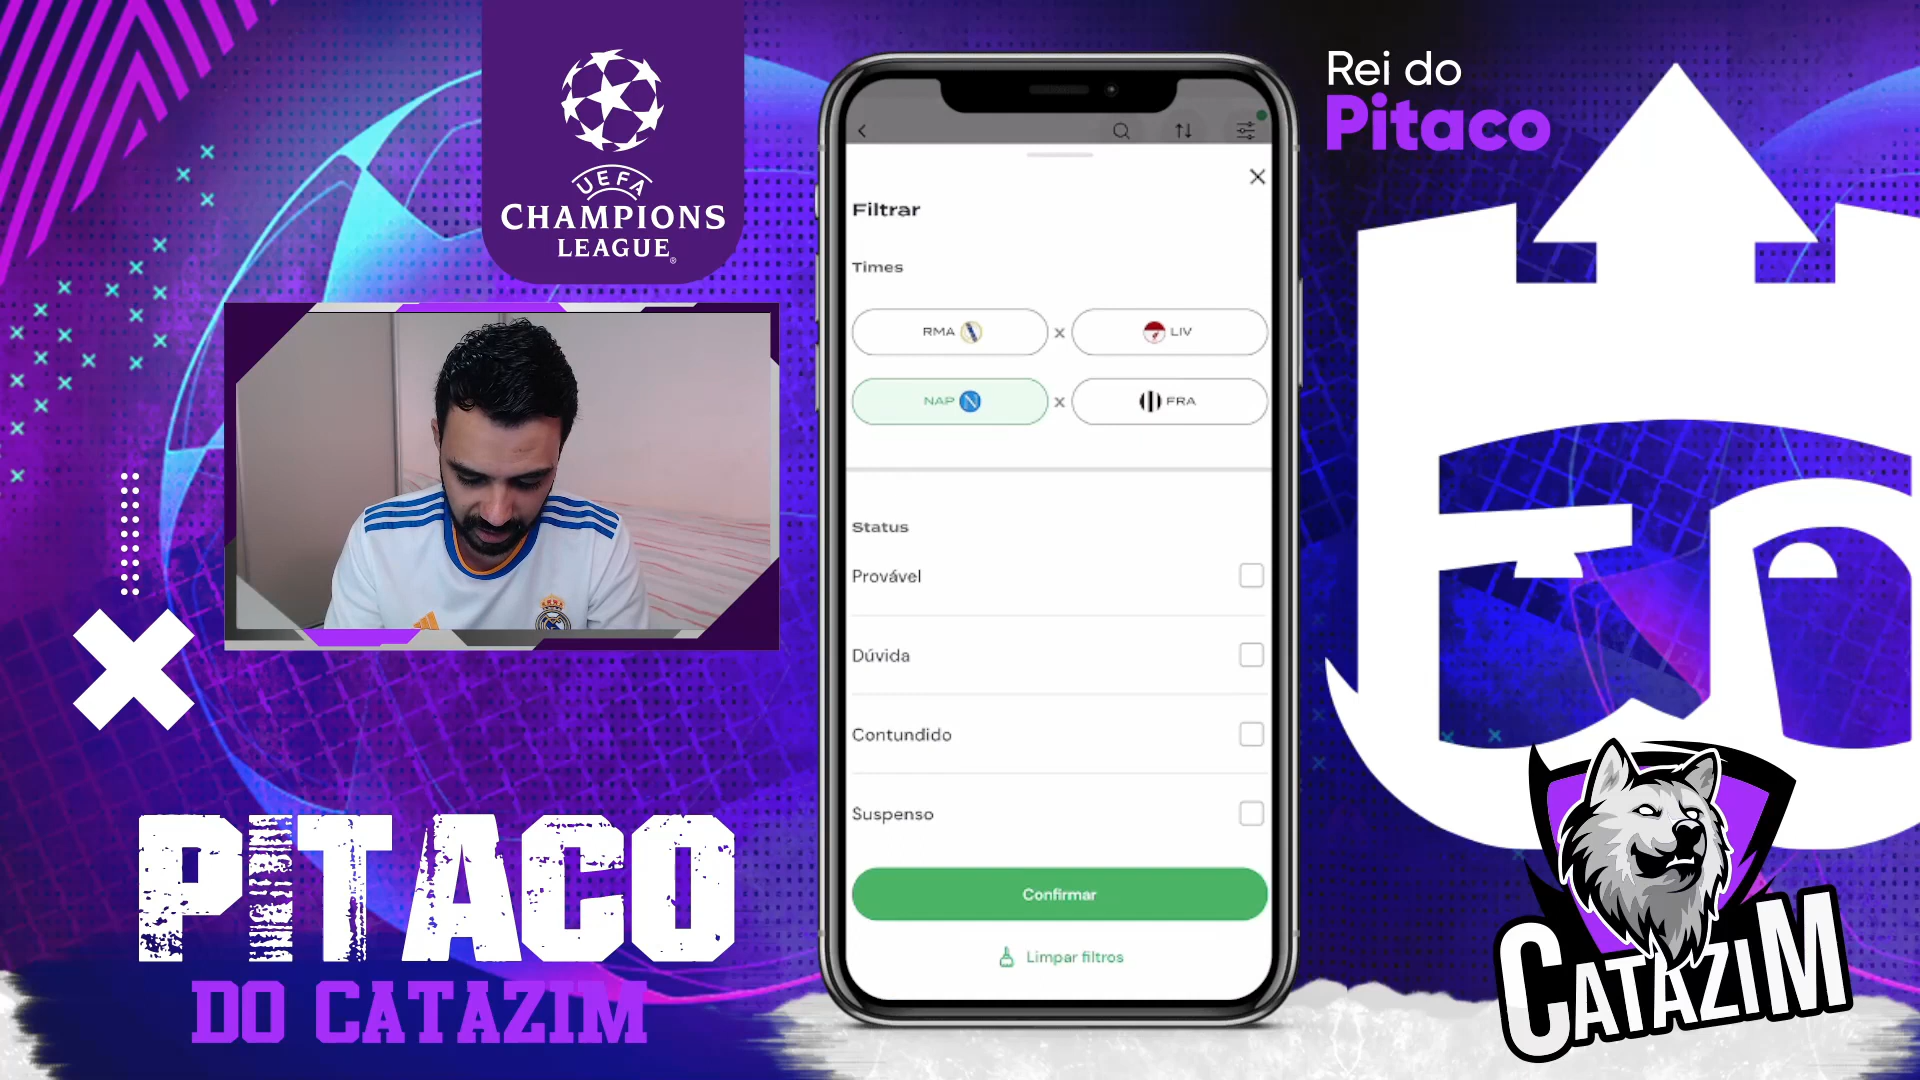 UEFA
CHAMPIONS
LEAGUE®
Rei do
Pitaco
Filtrar
Times
RMA x LIV
NAP N x FRA
Status
Provável
Dúvida
Contundido
Suspenso
Confirmar
Limpar filtros
PITACO
DO CATAZIM
CATAZIM